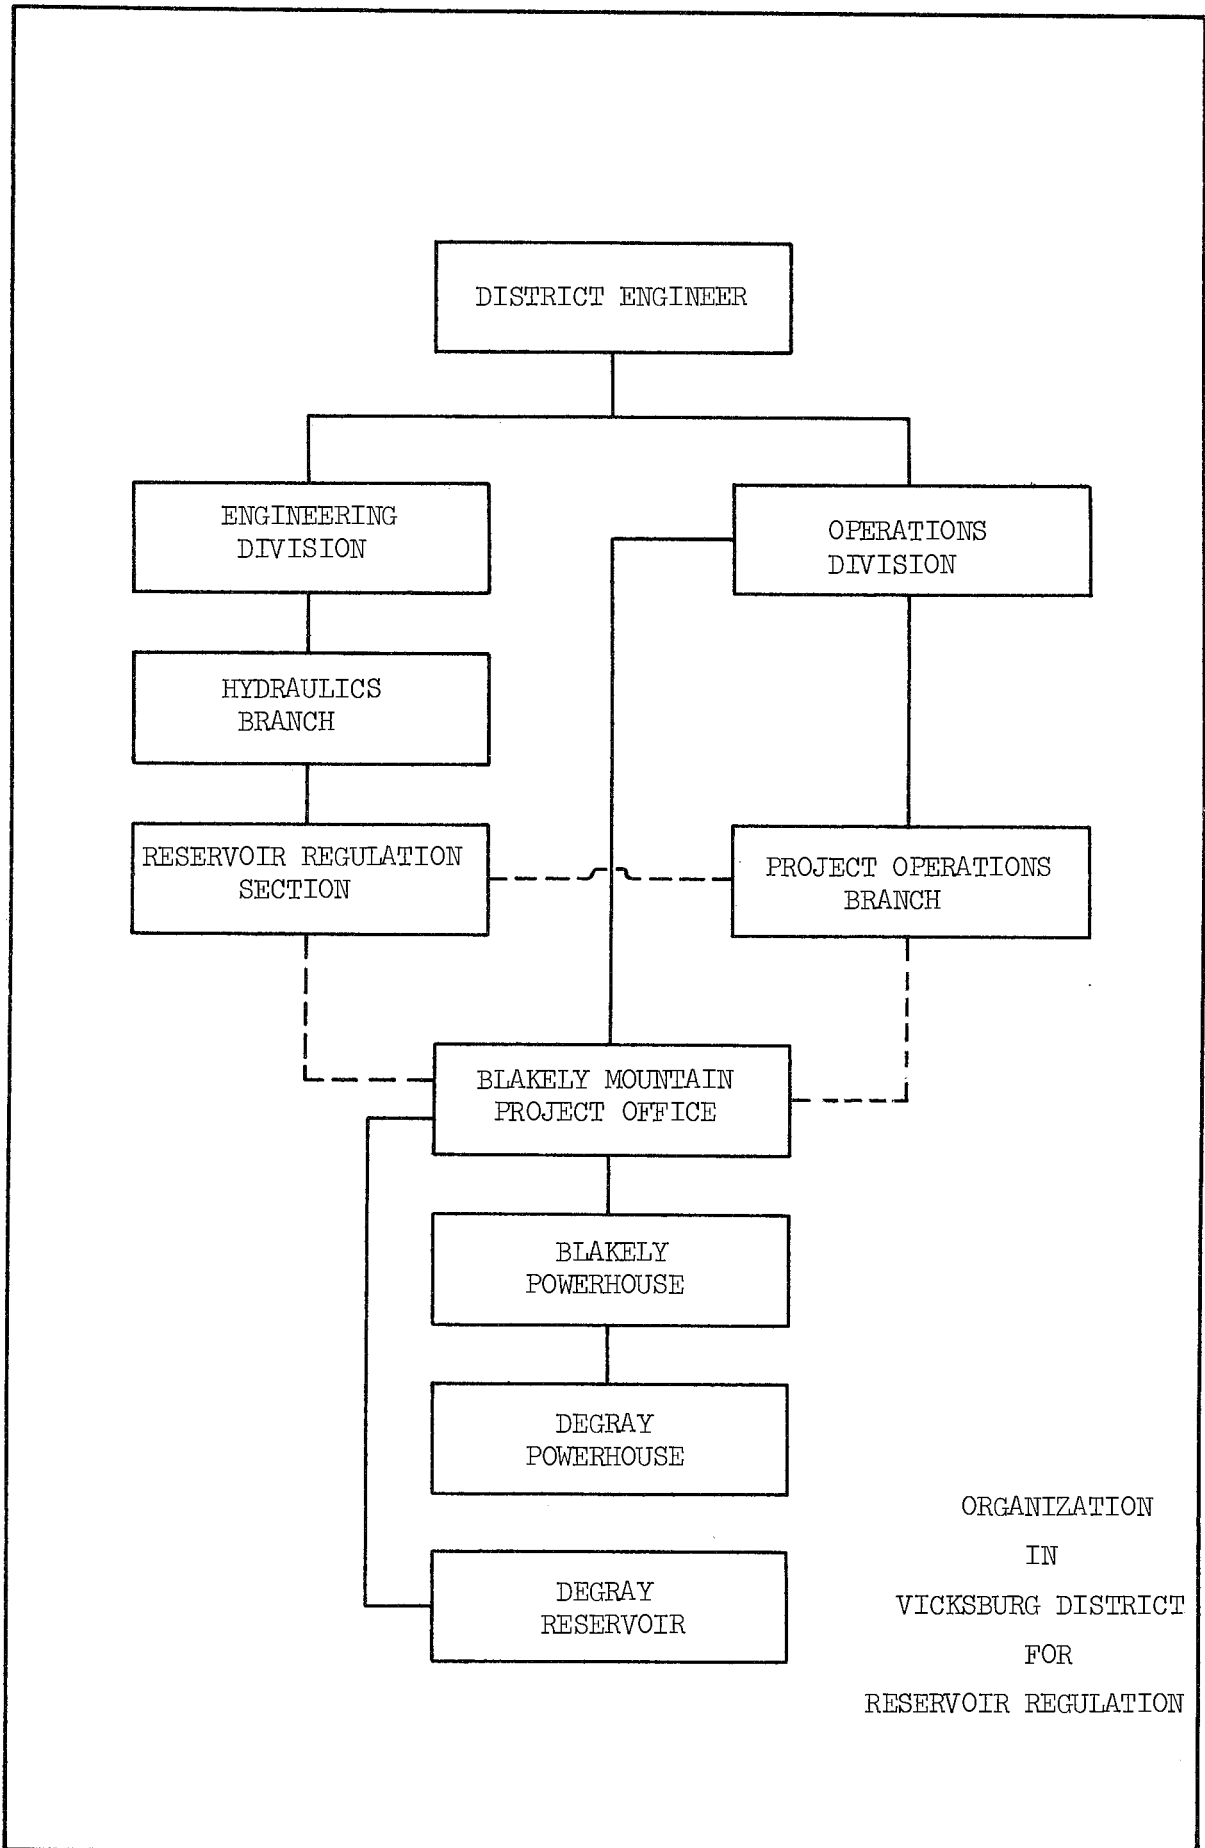 DISTRICT ENGINEER
ENGINEERING
DIVISION
OPERATIONS
DIVISION
HYDRAULICS
BRANCH
RESERVOIR REGULATION
SECTION
PROJECT OPERATIONS
BRANCH
BLAKELY MOUNTAIN
PROJECT OFFICE
BLAKELY
POWERHOUSE
DEGRAY
POWERHOUSE
DEGRAY
RESERVOIR
ORGANIZATION
IN
VICKSBURG DISTRICT
FOR
RESERVOIR REGULATION